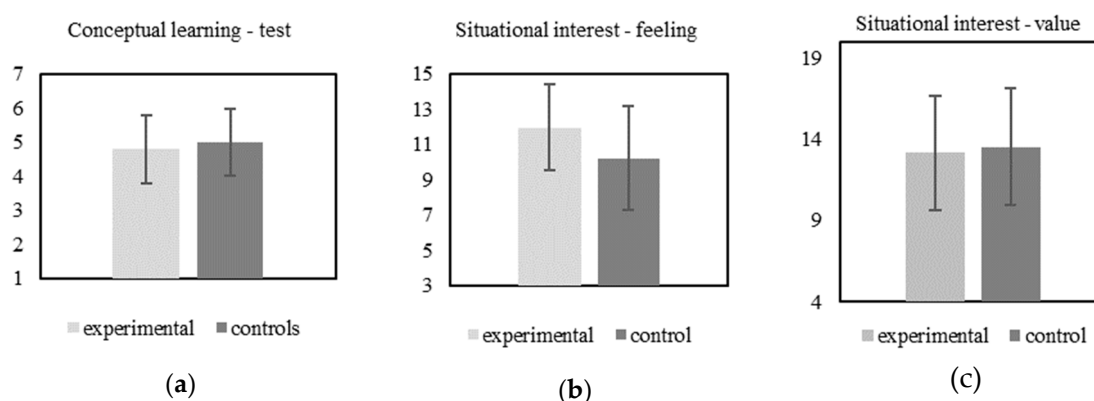 Conceptual learning - test
7
6
5
4
3
2
1
experimental controls
(a)
Situational interest - feeling
15
13
11
9
7
5
3
experimental control
(b)
Situational interest - value
19
14
9
4
experimental control
(c)